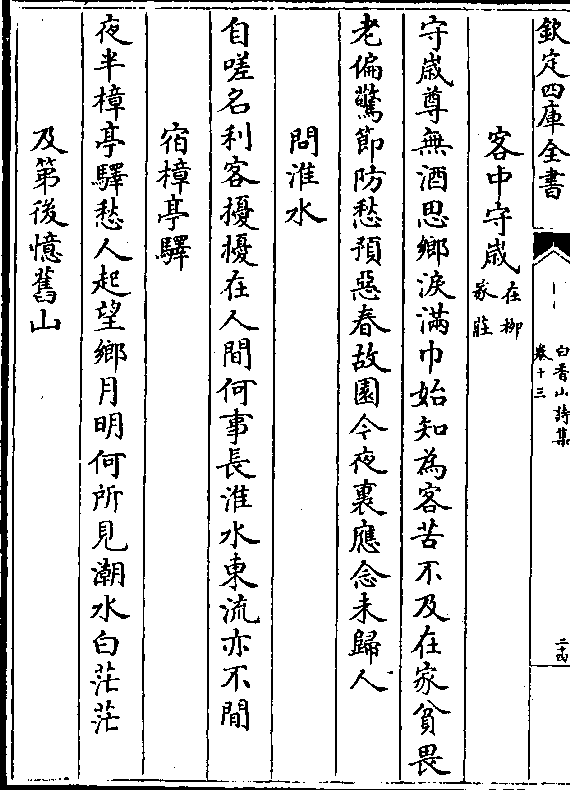 欽定四庫全書
白香山詩集
卷十三
二十四
客中守歲在柳家莊
守歲尊無酒思鄉淚滿巾始知為客苦不及在家貧畏
老偏驚節防愁預惡春故園今夜裏應念未歸人
問淮水
自嗟名利客擾擾在人間何事長淮水東流亦不閒
宿樟亭驛
夜半樟亭驛愁人起望鄉月明何所見潮水白茫茫
及第後憶舊山